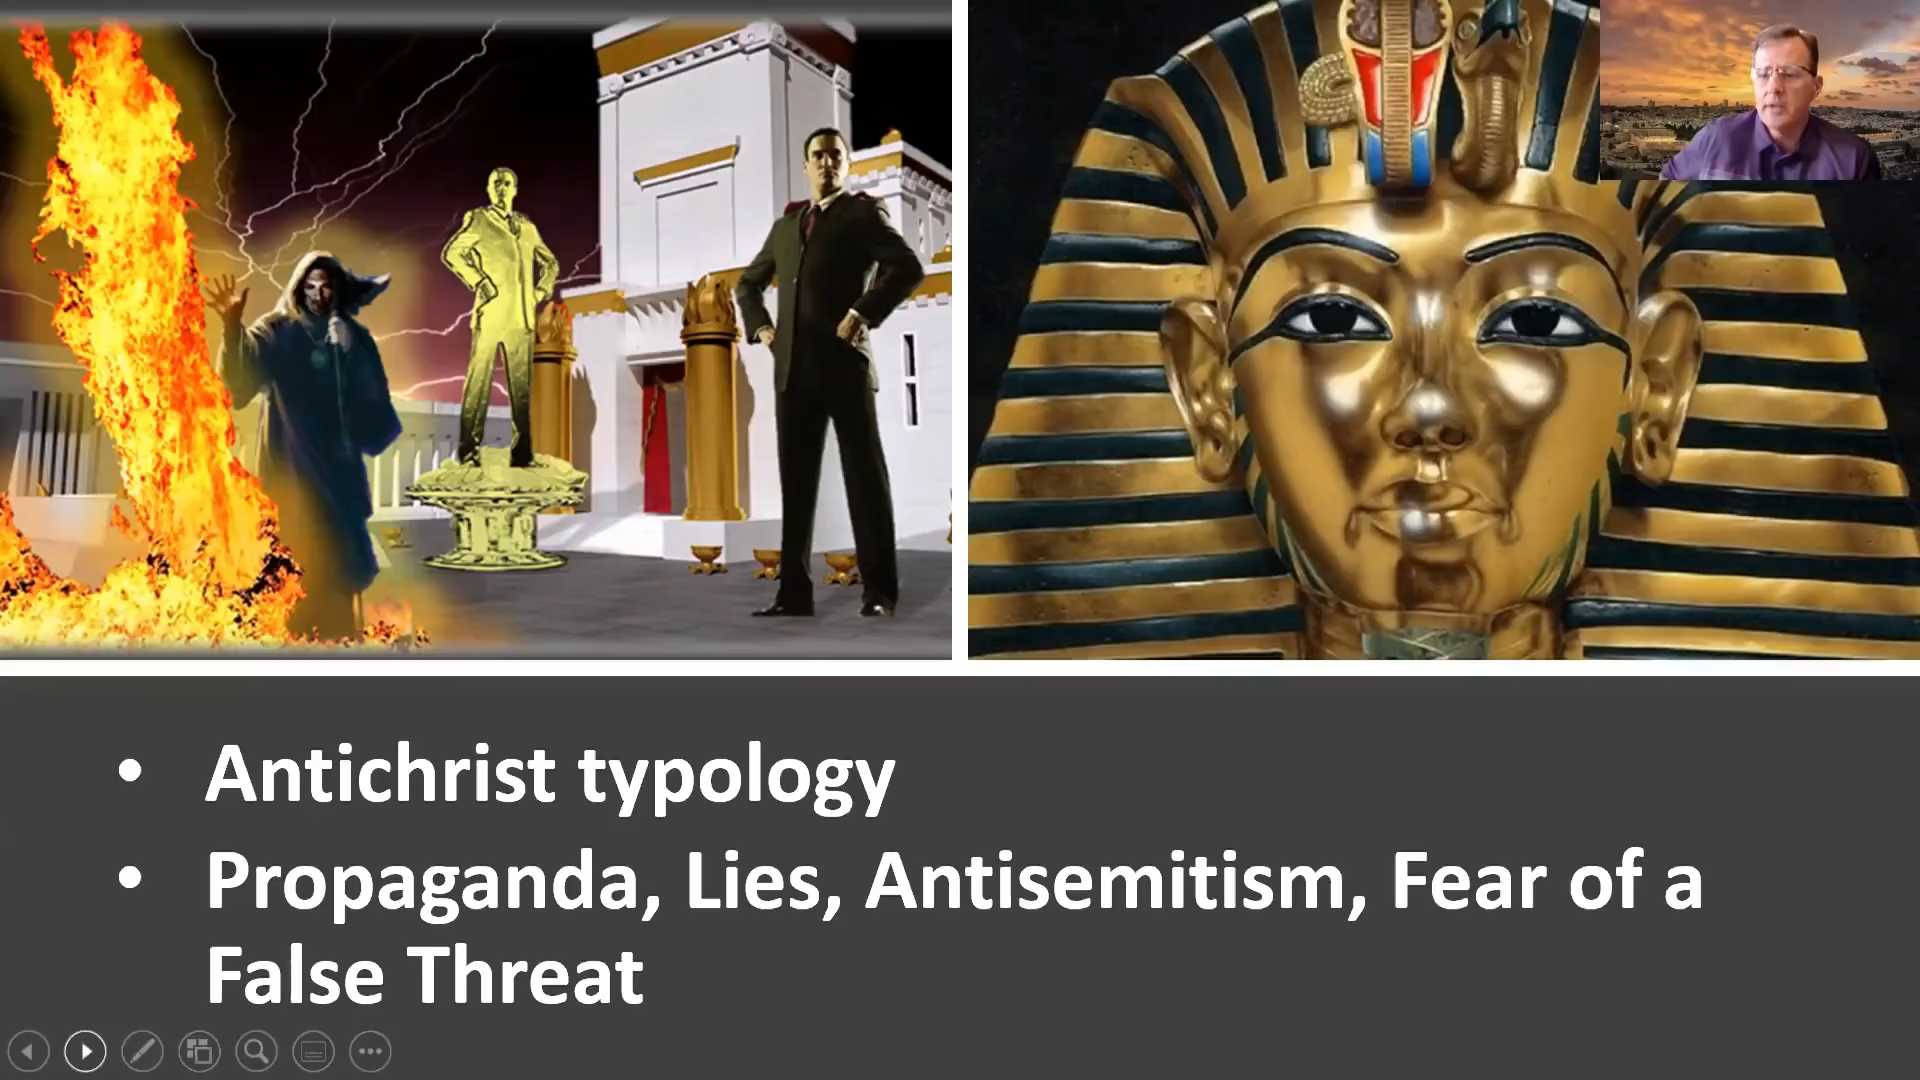 • Antichrist typology
• Propaganda, Lies, Antisemitism, Fear of a
False Threat